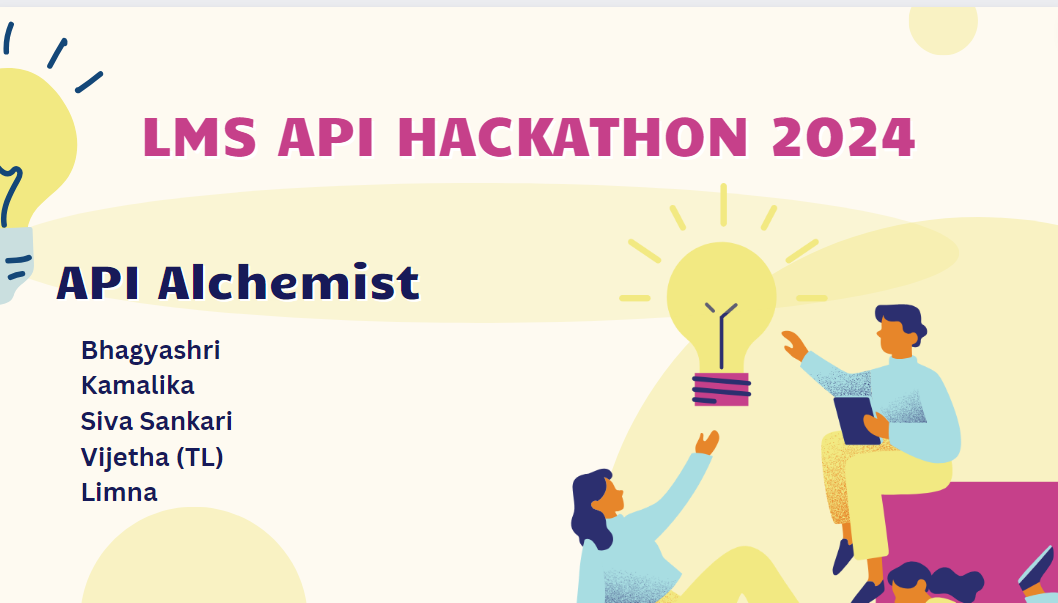 LMS API HACKATHON 2024
API Alchemist
Bhagyashri
Kamalika
Siva Sankari
Vijetha (TL)
Limna